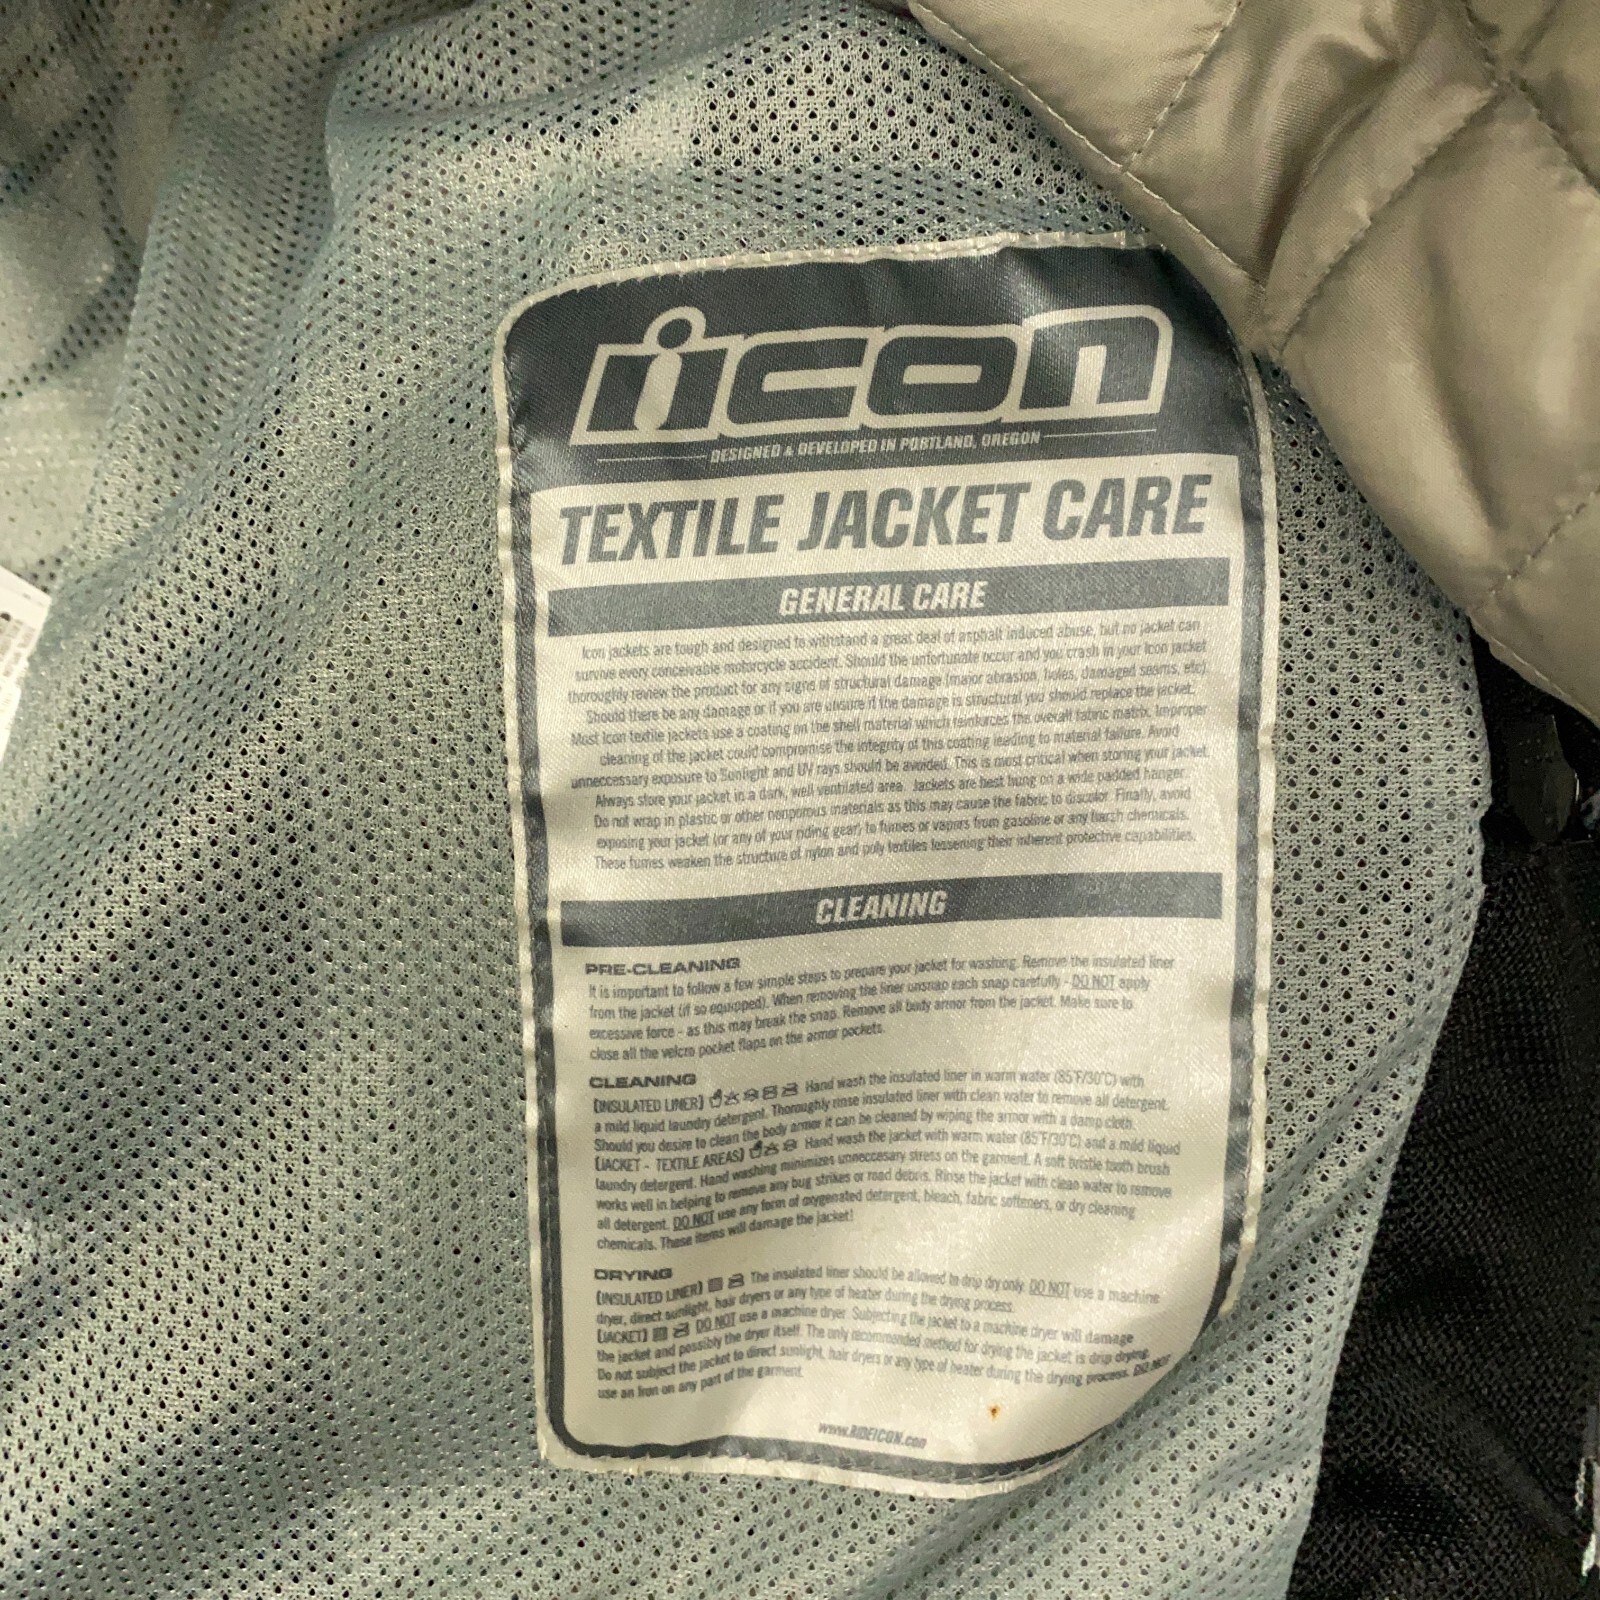 icon
DESIGNED & DEVELOPED IN PORTLAND, OREGON
TEXTILE JACKET CARE
GENERAL CARE
Icon jackets are tough and designed to withstand a great deal of asphalt induced abuse, but no jacket can
survive every conceivable motorcycle accident. Should the unfortunate occur and you crash in your Icon jacket
thoroughly review the product for any signs of structural damage (major abrasion, holes, damaged seams, etc).
Should there be any damage or if you are unsure if the damage is structural you should replace the jacket.
Most Icon textile jackets use a coating on the shell material which reinforces the overall fabric matrix. Improper
cleaning of the jacket could compromise the integrity of this coating leading to material failure. Avoid
unneccessary exposure to Sunlight and UV rays should be avoided. This is most critical when storing your jacket.
Always store your jacket in a dark, well ventilated area. Jackets are best hung on a wide padded hanger.
Do not wrap in plastic or other nonporous materials as this may cause the fabric to discolor. Finally, avoid
exposing your jacket (or any of your riding gear) to fumes or vapors from gasoline or any harsh chemicals.
These fumes weaken the structure of nylon and poly textiles lessening their inherent protective capabilities.
CLEANING
PRE-CLEANING
It is important to follow a few simple steps to prepare your jacket for washing. Remove the insulated liner
from the jacket (if so equipped). When removing the liner unsnap each snap carefully - DO NOT apply
excessive force - as this may break the snap. Remove all body armor from the jacket. Make sure to
close all the velcro pocket flaps on the armor pockets.
CLEANING
(INSULATED LINER) Hand wash the insulated liner in warm water (85°F/30°C) with
a mild liquid laundry detergent. Thoroughly rinse insulated liner with clean water to remove all detergent.
Should you desire to clean the body armor it can be cleaned by wiping the armor with a damp cloth.
(JACKET - TEXTILE AREAS) Hand wash the jacket with warm water (85°F/30°C) and a mild liquid
laundry detergent. Hand washing minimizes unneccesary stress on the garment. A soft bristle tooth brush
works well in helping to remove any bug strikes or road debris. Rinse the jacket with clean water to remove
all detergent. DO NOT use any form of oxygenated detergent, bleach, fabric softeners, or dry cleaning
chemicals. These items will damage the jacket!
DRYING
(INSULATED LINER) The insulated liner should be allowed to drip dry only. DO NOT use a machine
dryer, direct sunlight, hair dryers or any type of heater during the drying process.
(JACKET) DO NOT use a machine dryer. Subjecting the jacket to a machine dryer will damage
the jacket and possibly the dryer itself. The only recommended method for drying the jacket is drip drying.
Do not subject the jacket to direct sunlight, hair dryers or any type of heater during the drying process. DO NOT
use an Iron on any part of the garment.
www.RIDEICON.com